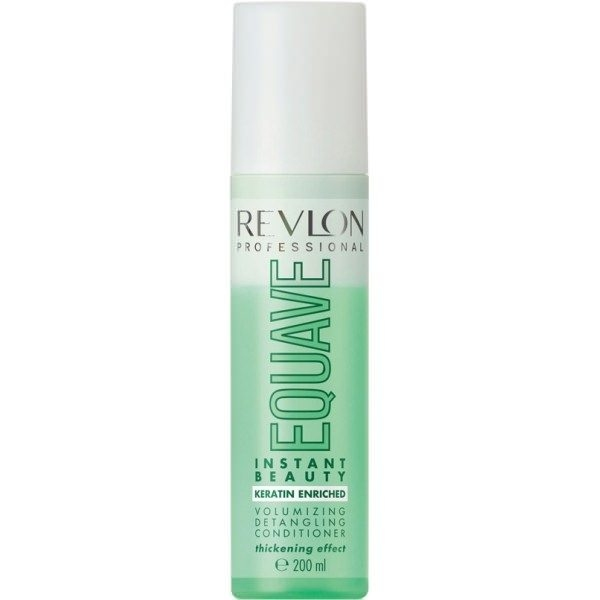 REVLON
PROFESSIONAL
EQUAVE
INSTANT
BEAUTY
KERATIN ENRICHED
VOLUMIZING
DETANGLING
CONDITIONER
thickening effect
℮ 200 ml